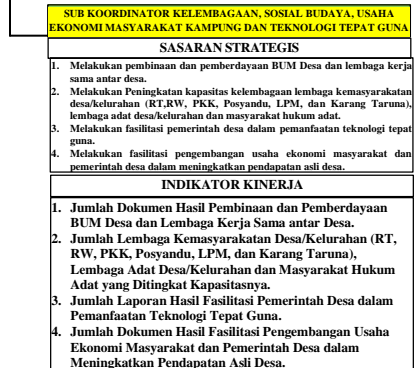 SUB KOORDINATOR KELEMBAGAAN, SOSIAL BUDAYA, USAHA
EKONOMI MASYARAKAT KAMPUNG DAN TEKNOLOGI TEPAT GUNA
SASARAN STRATEGIS
1. Melakukan pembinaan dan pemberdayaan BUM Desa dan lembaga kerja
sama antar desa.
2. Melakukan Peningkatan kapasitas kelembagaan lembaga kemasyarakatan
desa/kelurahan (RT,RW, PKK, Posyandu, LPM, dan Karang Taruna),
lembaga adat desa/kelurahan dan masyarakat hukum adat.
3. Melakukan fasilitasi pemerintah desa dalam pemanfaatan teknologi tepat
guna.
4. Melakukan fasilitasi pengembangan usaha ekonomi masyarakat dan
pemerintah desa dalam meningkatkan pendapatan asli desa.
INDIKATOR KINERJA
1. Jumlah Dokumen Hasil Pembinaan dan Pemberdayaan
BUM Desa dan Lembaga Kerja Sama antar Desa.
2. Jumlah Lembaga Kemasyarakatan Desa/Kelurahan (RT,
RW, PKK, Posyandu, LPM, dan Karang Taruna),
Lembaga Adat Desa/Kelurahan dan Masyarakat Hukum
Adat yang Ditingkat Kapasitasnya.
3. Jumlah Laporan Hasil Fasilitasi Pemerintah Desa dalam
Pemanfaatan Teknologi Tepat Guna.
4. Jumlah Dokumen Hasil Fasilitasi Pengembangan Usaha
Ekonomi Masyarakat dan Pemerintah Desa dalam
Meningkatkan Pendapatan Asli Desa.